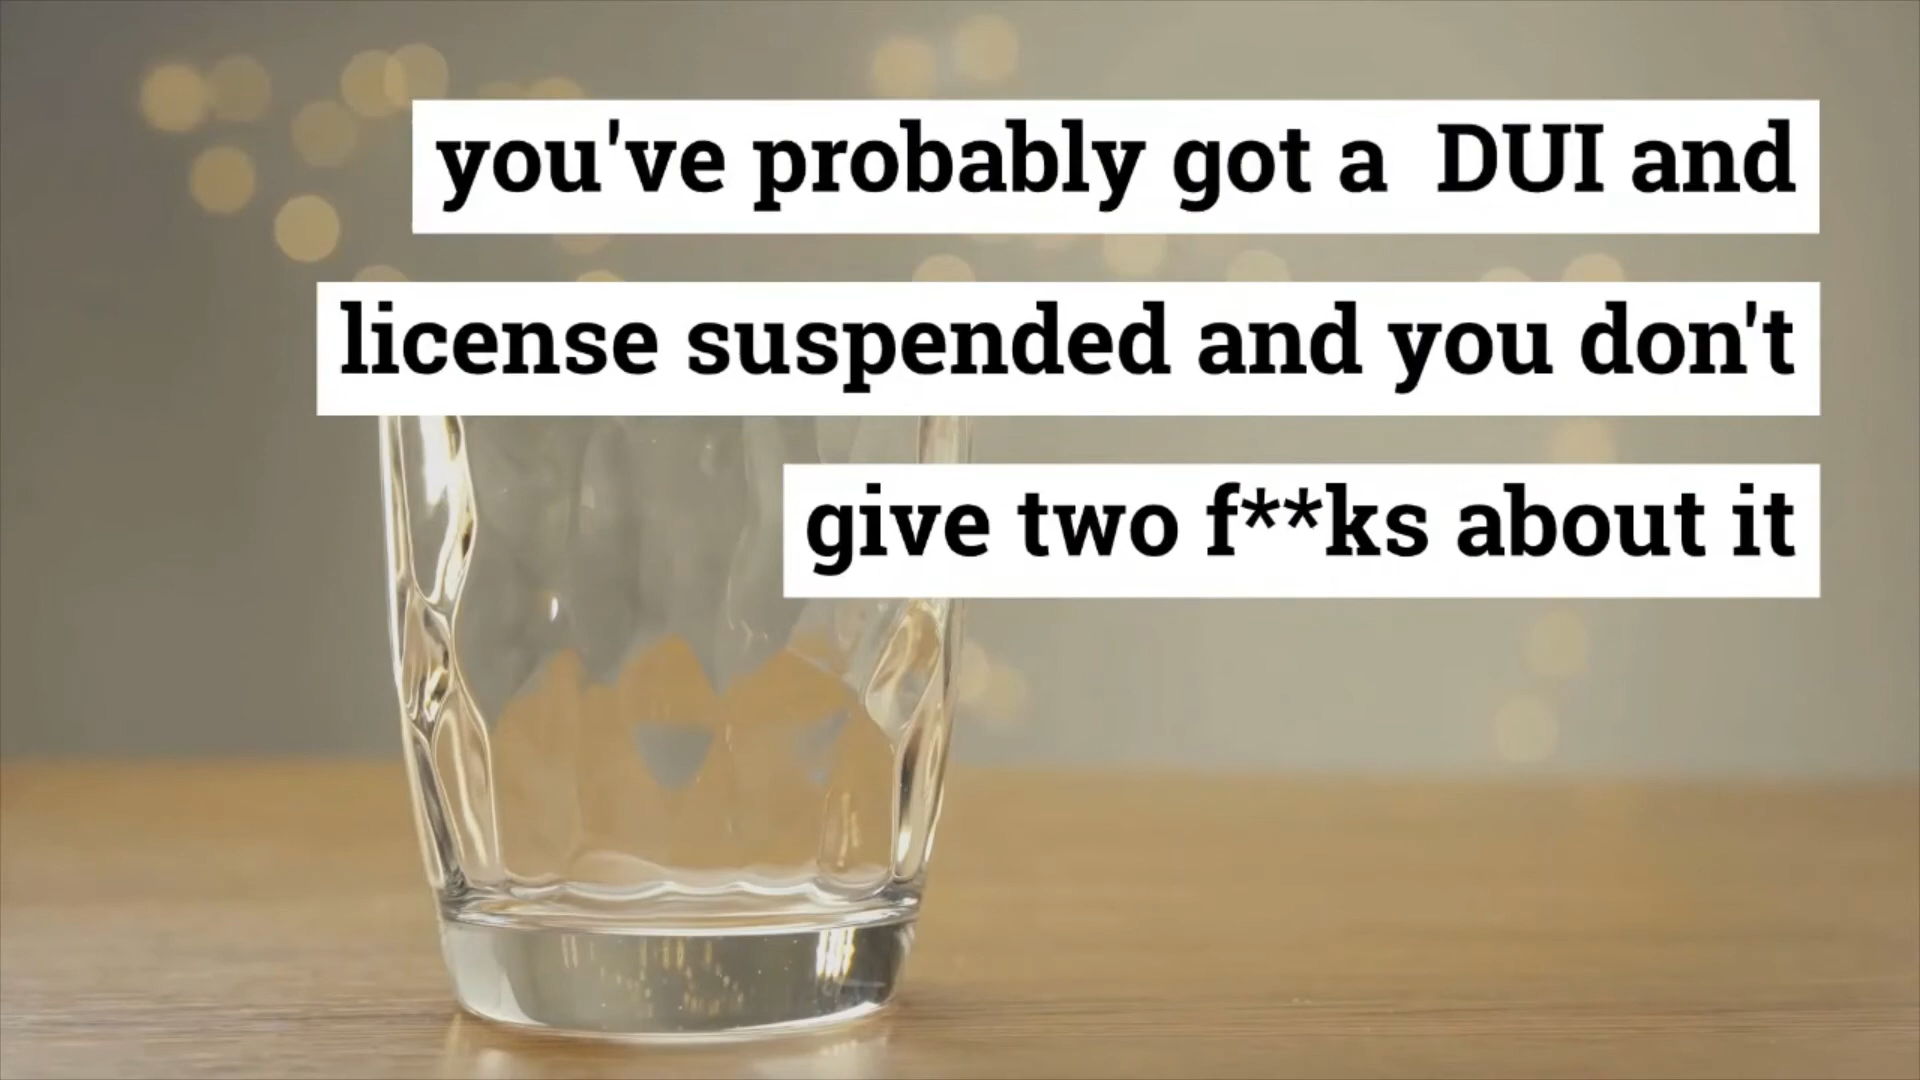 you've probably got a  DUI and
license suspended and you don't
give two f**ks about it